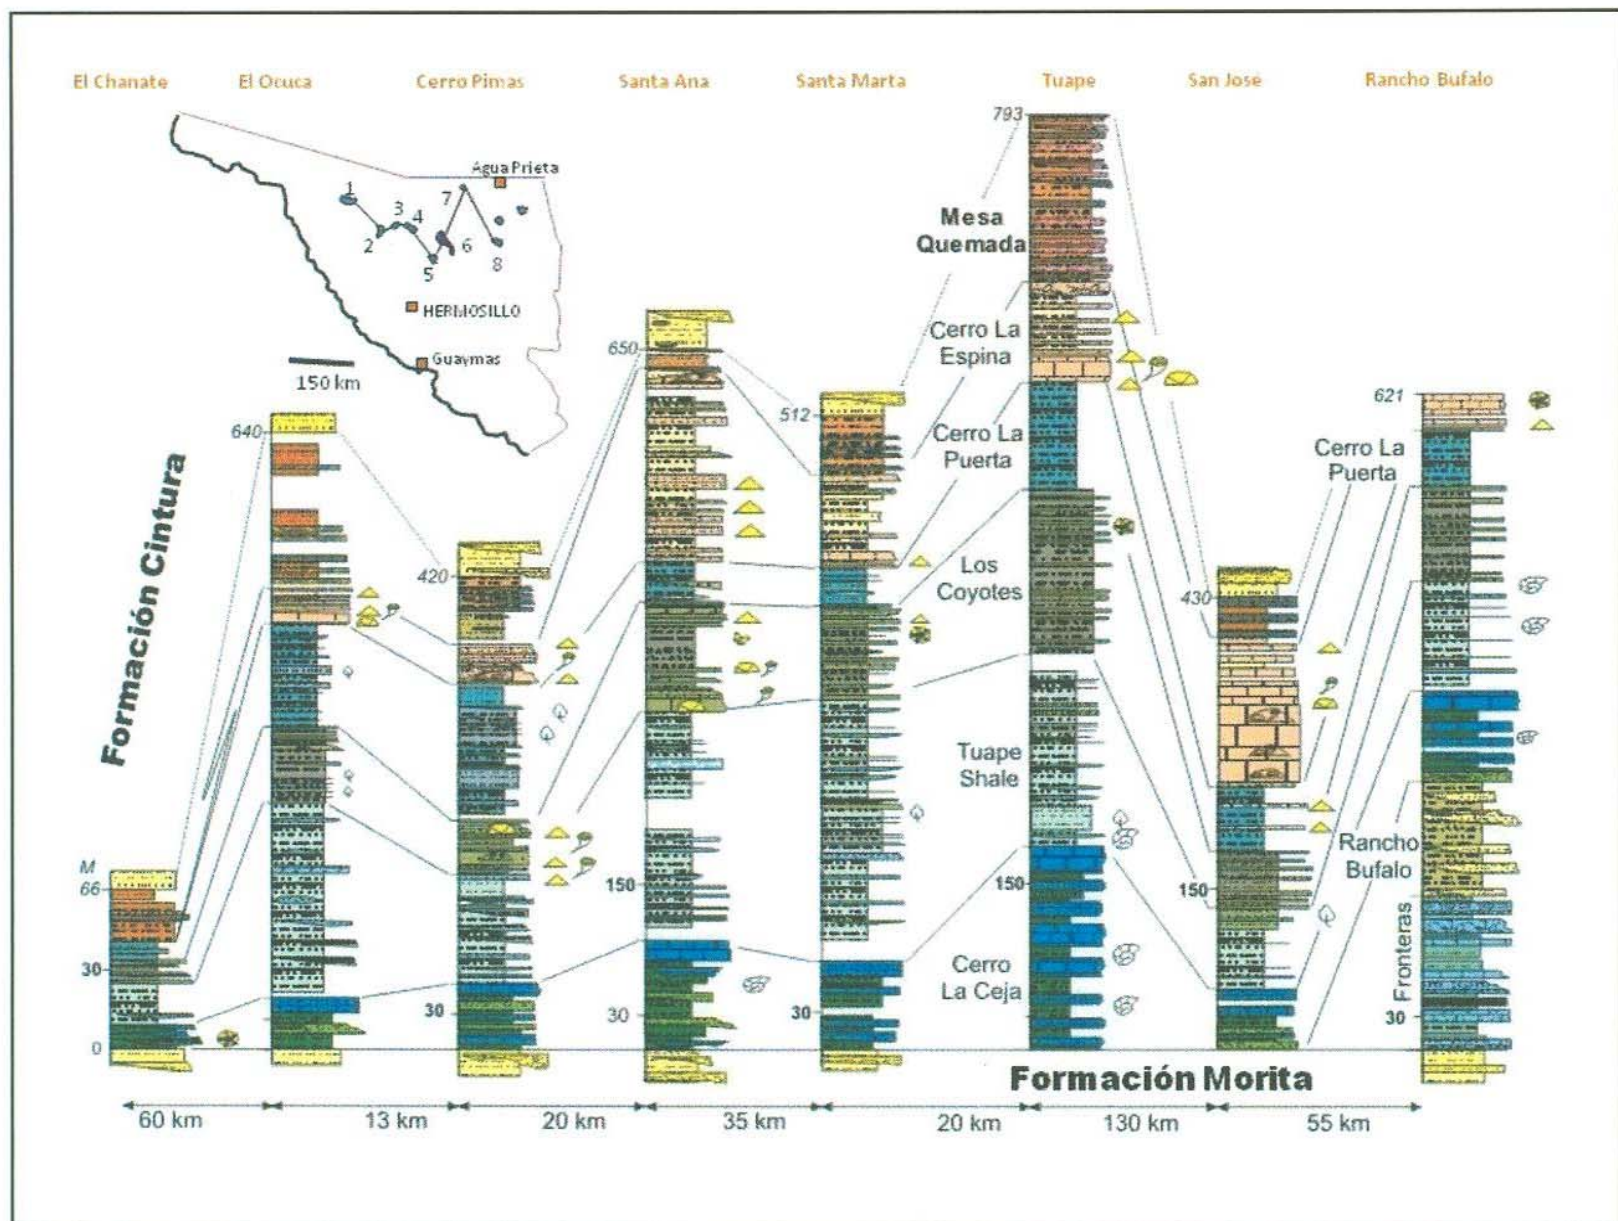 El Chanate
El Ocuca
Cerro Pimas
Santa Ana
Santa Marta
Tuape
San José
Rancho Bufalo
Agua Prieta
1
2
3
4
5
6
7
8
HERMOSILLO
Guaymas
150 km
793
Mesa
Quemada
Cerro La
Espina
Cerro La
Puerta
Los
Coyotes
Tuape
Shale
Cerro
La Ceja
150
650
150
30
512
30
640
420
30
Formación Cintura
M
66
30
0
430
150
621
Cerro La
Puerta
Rancho
Bufalo
Fronteras
30
Formación Morita
60 km
13 km
20 km
35 km
20 km
130 km
55 km